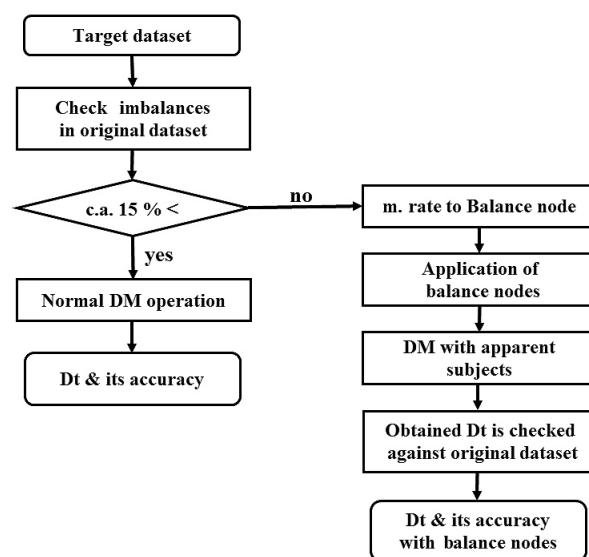 Target dataset
Check imbalances
in original dataset
c.a. 15 % <
no
yes
Normal DM operation
Dt & its accuracy
m. rate to Balance node
Application of
balance nodes
DM with apparent
subjects
Obtained Dt is checked
against original dataset
Dt & its accuracy
with balance nodes